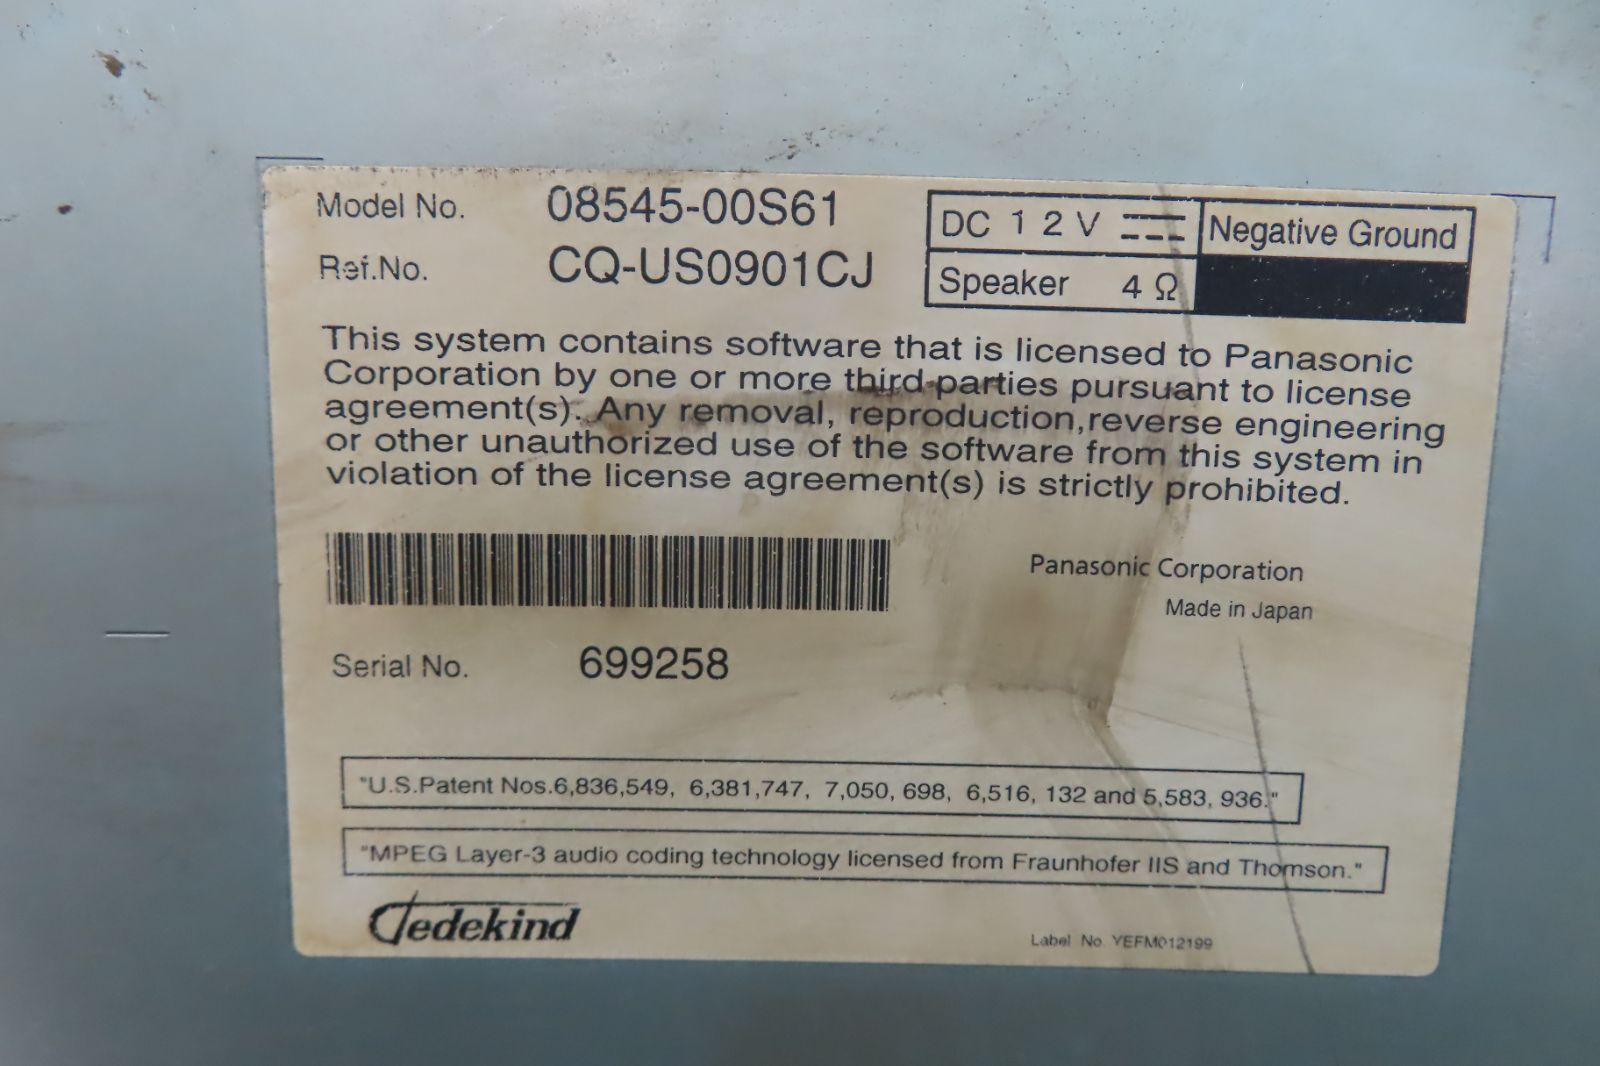 Model No. 08545-00S61
Ref.No. CQ-US0901CJ
DC 12V ⎓ Negative Ground
Speaker 4Ω
This system contains software that is licensed to Panasonic
Corporation by one or more third parties pursuant to license
agreement(s). Any removal, reproduction,reverse engineering
or other unauthorized use of the software from this system in
violation of the license agreement(s) is strictly prohibited.
Panasonic Corporation
Made in Japan
Serial No. 699258
"U.S.Patent Nos.6,836,549, 6,381,747, 7,050, 698, 6,516, 132 and 5,583, 936."
"MPEG Layer-3 audio coding technology licensed from Fraunhofer IIS and Thomson."
Gedekind
Label No. YEFM012199